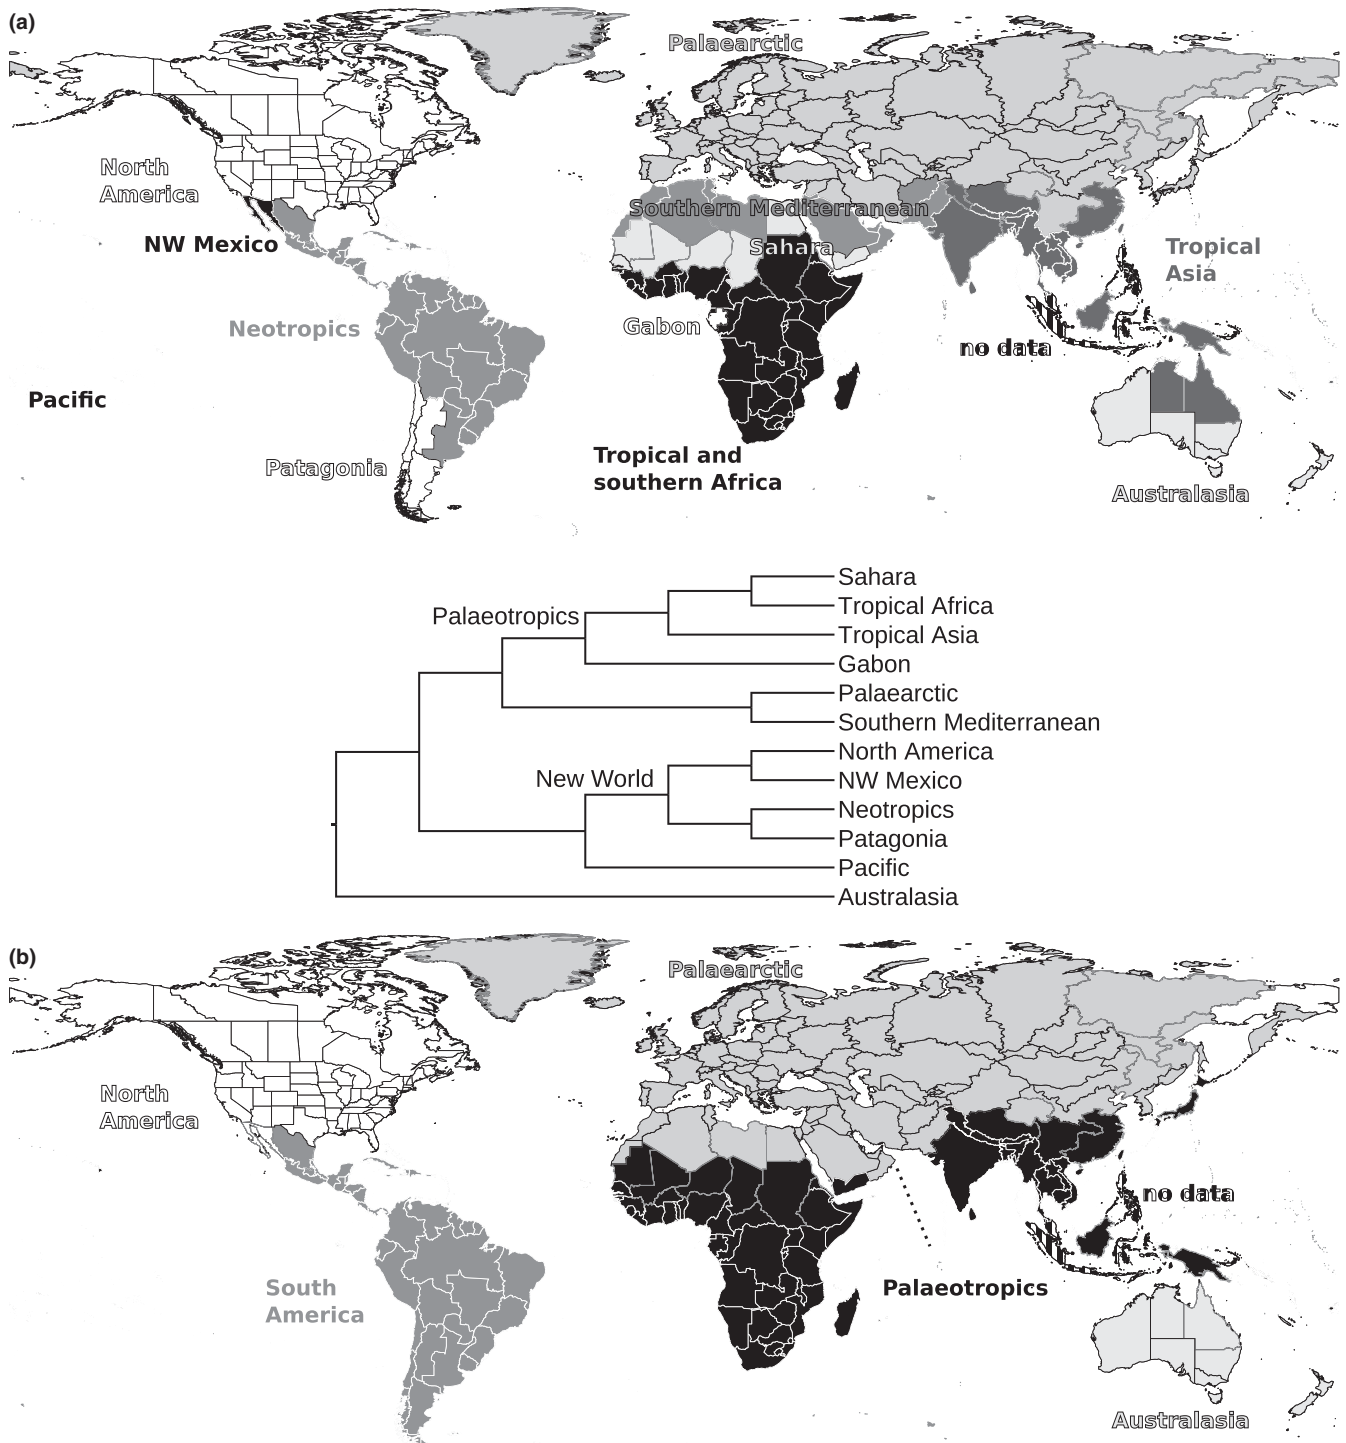 (a)
Palaearctic
North
America
Southern Mediterranean
NW Mexico
Sahara
Tropical
Asia
Neotropics
Gabon
no data
Pacific
Tropical and
southern Africa
Patagonia
Australasia
Sahara
Palaeotropics
Tropical Africa
Tropical Asia
Gabon
Palaearctic
Southern Mediterranean
North America
New World
NW Mexico
Neotropics
Patagonia
Pacific
Australasia
(b)
Palaearctic
North
America
no data
South
America
Palaeotropics
Australasia